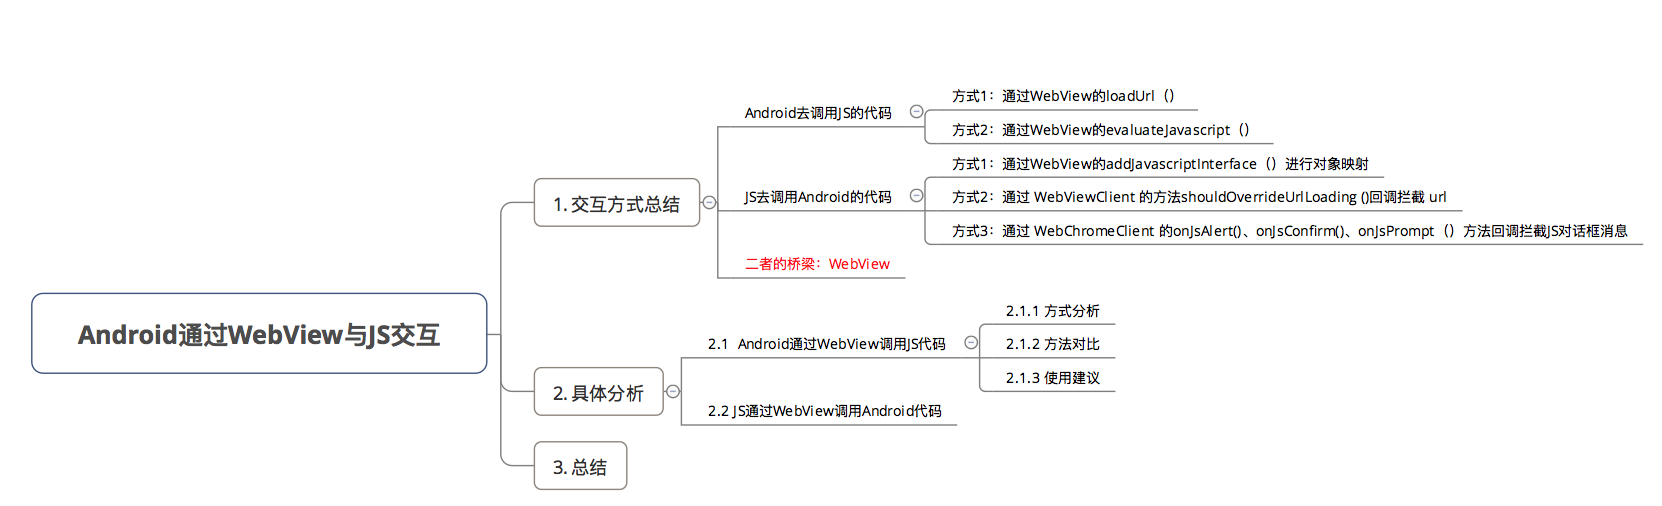 Android通过WebView与JS交互
1. 交互方式总结
Android去调用JS的代码
方式1：通过WebView的loadUrl（）
方式2：通过WebView的evaluateJavascript（）
JS去调用Android的代码
方式1：通过WebView的addJavascriptInterface（）进行对象映射
方式2：通过 WebViewClient 的方法shouldOverrideUrlLoading ()回调拦截 url
方式3：通过 WebChromeClient 的onJsAlert()、onJsConfirm()、onJsPrompt（）方法回调拦截JS对话框消息
二者的桥梁：WebView
2. 具体分析
2.1  Android通过WebView调用JS代码
2.1.1 方式分析
2.1.2 方法对比
2.1.3 使用建议
2.2 JS通过WebView调用Android代码
3. 总结